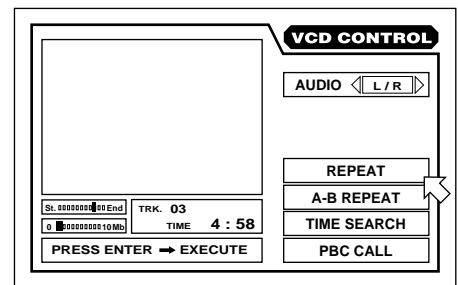 VCD CONTROL
AUDIO L / R
REPEAT
A-B REPEAT
TIME SEARCH
PBC CALL
St. End
0 10Mb
TRK. 03
TIME 4 : 58
PRESS ENTER ➡ EXECUTE